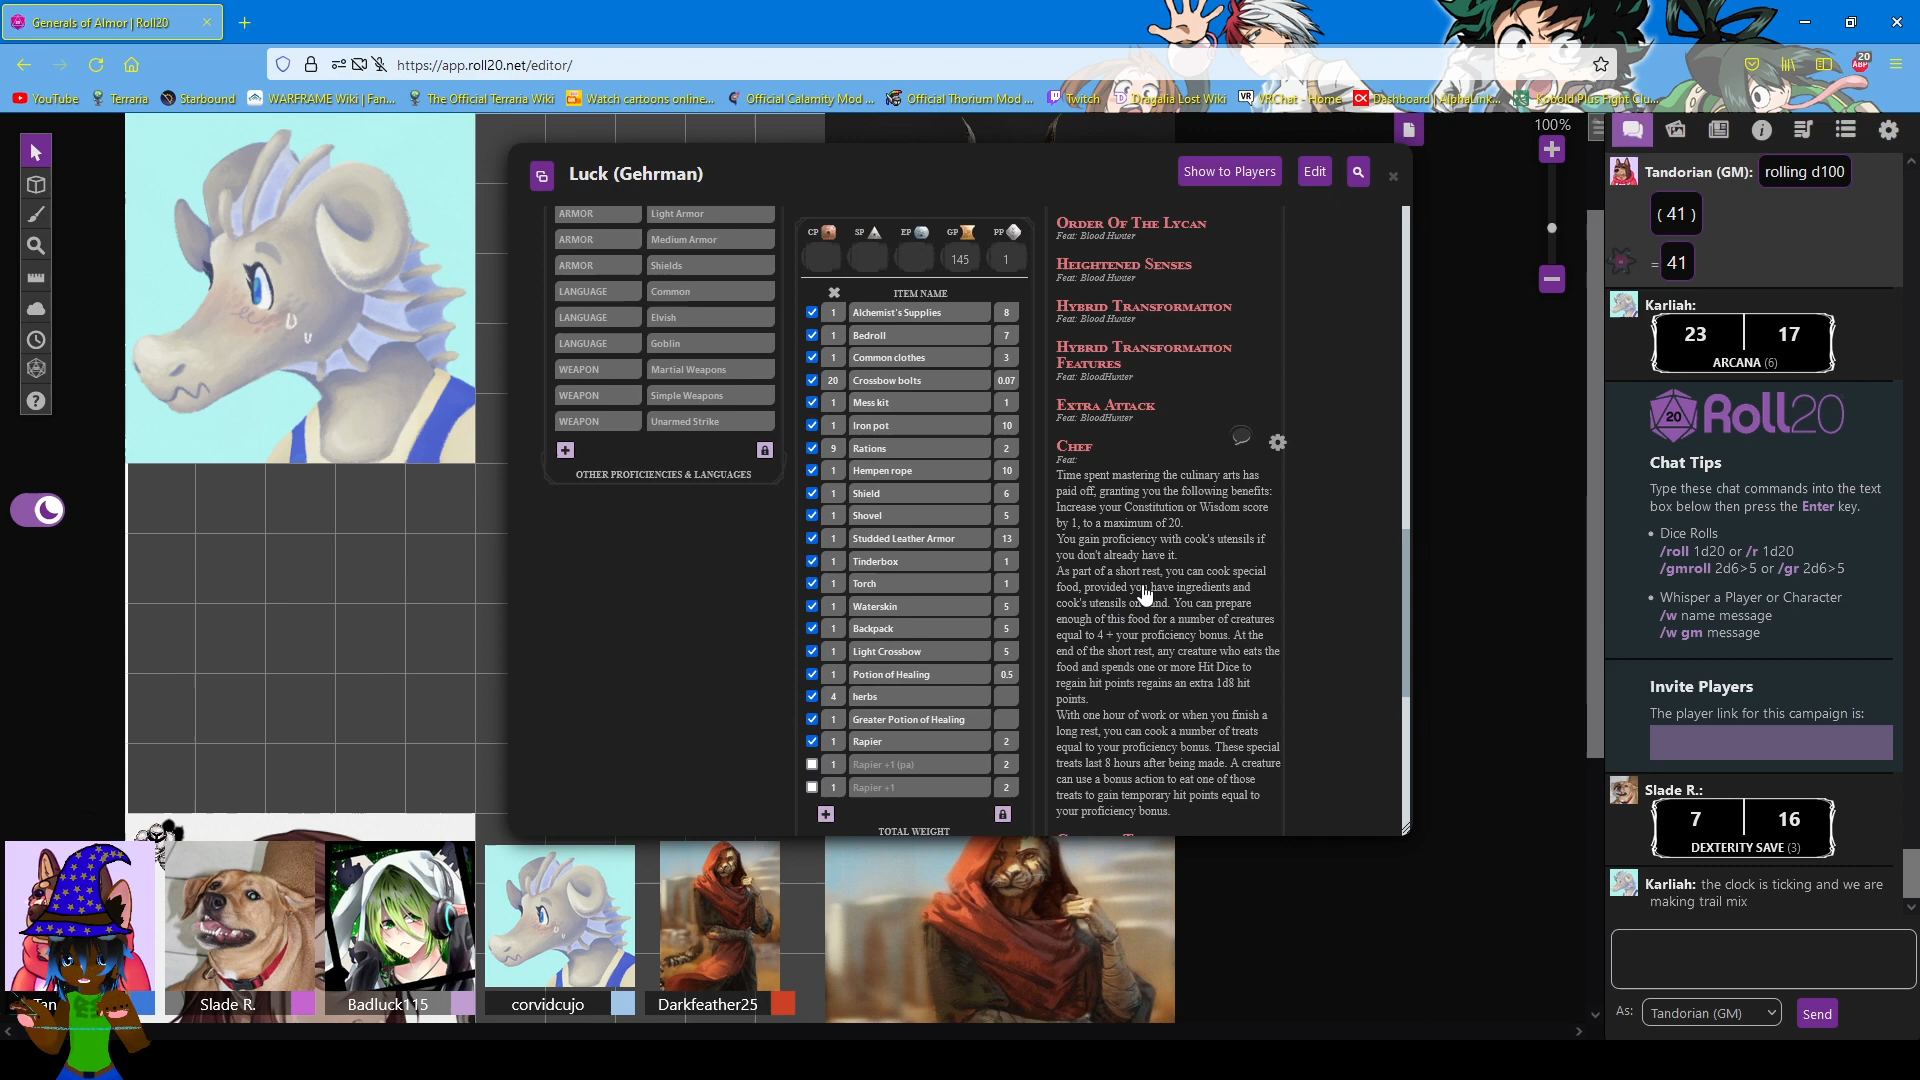 Generals of Almor | Roll20
https://app.roll20.net/editor/
20
YouTube
Terraria
Starbound
WARFRAME Wiki | Fan...
The Official Terraria Wiki
Watch cartoons online...
Official Calamity Mod ...
Official Thorium Mod ...
Twitch
Dragalia Lost Wiki
VRChat - Home
Dashboard | AlphaLink...
Kobold Plus Fight Clu...
100%
Luck (Gehrman)
Show to Players
Edit
ARMOR Light Armor
ARMOR Medium Armor
ARMOR Shields
LANGUAGE Common
LANGUAGE Elvish
LANGUAGE Goblin
WEAPON Martial Weapons
WEAPON Simple Weapons
WEAPON Unarmed Strike
OTHER PROFICIENCIES & LANGUAGES
CP SP EP GP PP
145 1
ITEM NAME
1 Alchemist's Supplies 8
1 Bedroll 7
1 Common clothes 3
20 Crossbow bolts 0.07
1 Mess kit 1
1 Iron pot 10
9 Rations 2
1 Hempen rope 10
1 Shield 6
1 Shovel 5
1 Studded Leather Armor 13
1 Tinderbox 1
1 Torch 1
1 Waterskin 5
1 Backpack 5
1 Light Crossbow 5
1 Potion of Healing 0.5
4 herbs
1 Greater Potion of Healing
1 Rapier 2
1 Rapier +1 (pa) 2
1 Rapier +1 2
TOTAL WEIGHT
ORDER OF THE LYCAN
Feat: Blood Hunter
HEIGHTENED SENSES
Feat: Blood Hunter
HYBRID TRANSFORMATION
Feat: Blood Hunter
HYBRID TRANSFORMATION
FEATURES
Feat: BloodHunter
EXTRA ATTACK
Feat: BloodHunter
CHEF
Feat:
Time spent mastering the culinary arts has
paid off, granting you the following benefits:
Increase your Constitution or Wisdom score
by 1, to a maximum of 20.
You gain proficiency with cook's utensils if
you don't already have it.
As part of a short rest, you can cook special
food, provided you have ingredients and
cook's utensils on hand. You can prepare
enough of this food for a number of creatures
equal to 4 + your proficiency bonus. At the
end of the short rest, any creature who eats the
food and spends one or more Hit Dice to
regain hit points regains an extra 1d8 hit
points.
With one hour of work or when you finish a
long rest, you can cook a number of treats
equal to your proficiency bonus. These special
treats last 8 hours after being made. A creature
can use a bonus action to eat one of those
treats to gain temporary hit points equal to
your proficiency bonus.
Tandorian (GM): rolling d100
( 41 )
= 41
Karliah:
23 17
ARCANA (6)
20 Roll20
Chat Tips
Type these chat commands into the text
box below then press the Enter key.
• Dice Rolls
/roll 1d20 or /r 1d20
/gmroll 2d6>5 or /gr 2d6>5
• Whisper a Player or Character
/w name message
/w gm message
Invite Players
The player link for this campaign is:
Slade R.:
7 16
DEXTERITY SAVE (3)
Karliah: the clock is ticking and we are
making trail mix
As: Tandorian (GM) Send
Tan
Slade R.
Badluck115
corvidcujo
Darkfeather25